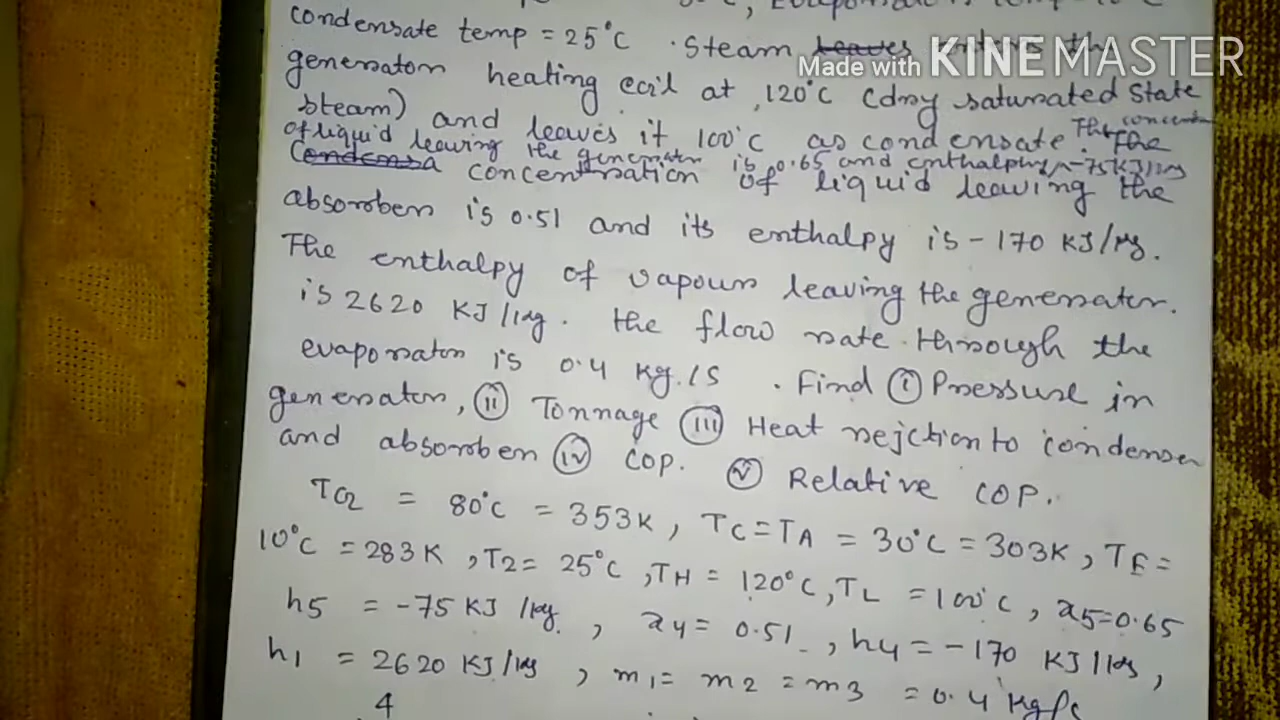 condensate temp = 25°C . Steam leaves
Made with KINEMASTER
generator heating coil at 120°C (dry saturated state
steam) and leaves it 100°C as condensate. The
of liquid leaving the generator is 0.65 and enthalpy -75 KJ/kg
concentration of liquid leaving the
absorber is 0.51 and its enthalpy is -170 KJ/kg.
The enthalpy of vapour leaving the generator.
is 2620 KJ/kg. the flow rate through the
evaporator is 0.4 kg/s . Find (i) Pressure in
generator, (ii) Tonnage (iii) Heat rejction to condenser
and absorber (iv) COP. (v) Relative COP.
TG2 = 80°C = 353K, TC = TA = 30°C = 303K, TE =
10°C = 283K, T2 = 25°C, TH = 120°C, TL = 100°C, x5 = 0.65
h5 = -75 KJ/kg, x4 = 0.51, h4 = -170 KJ/kg,
h1 = 2620 KJ/kg, m1 = m2 = m3 = 0.4 kg/s
4